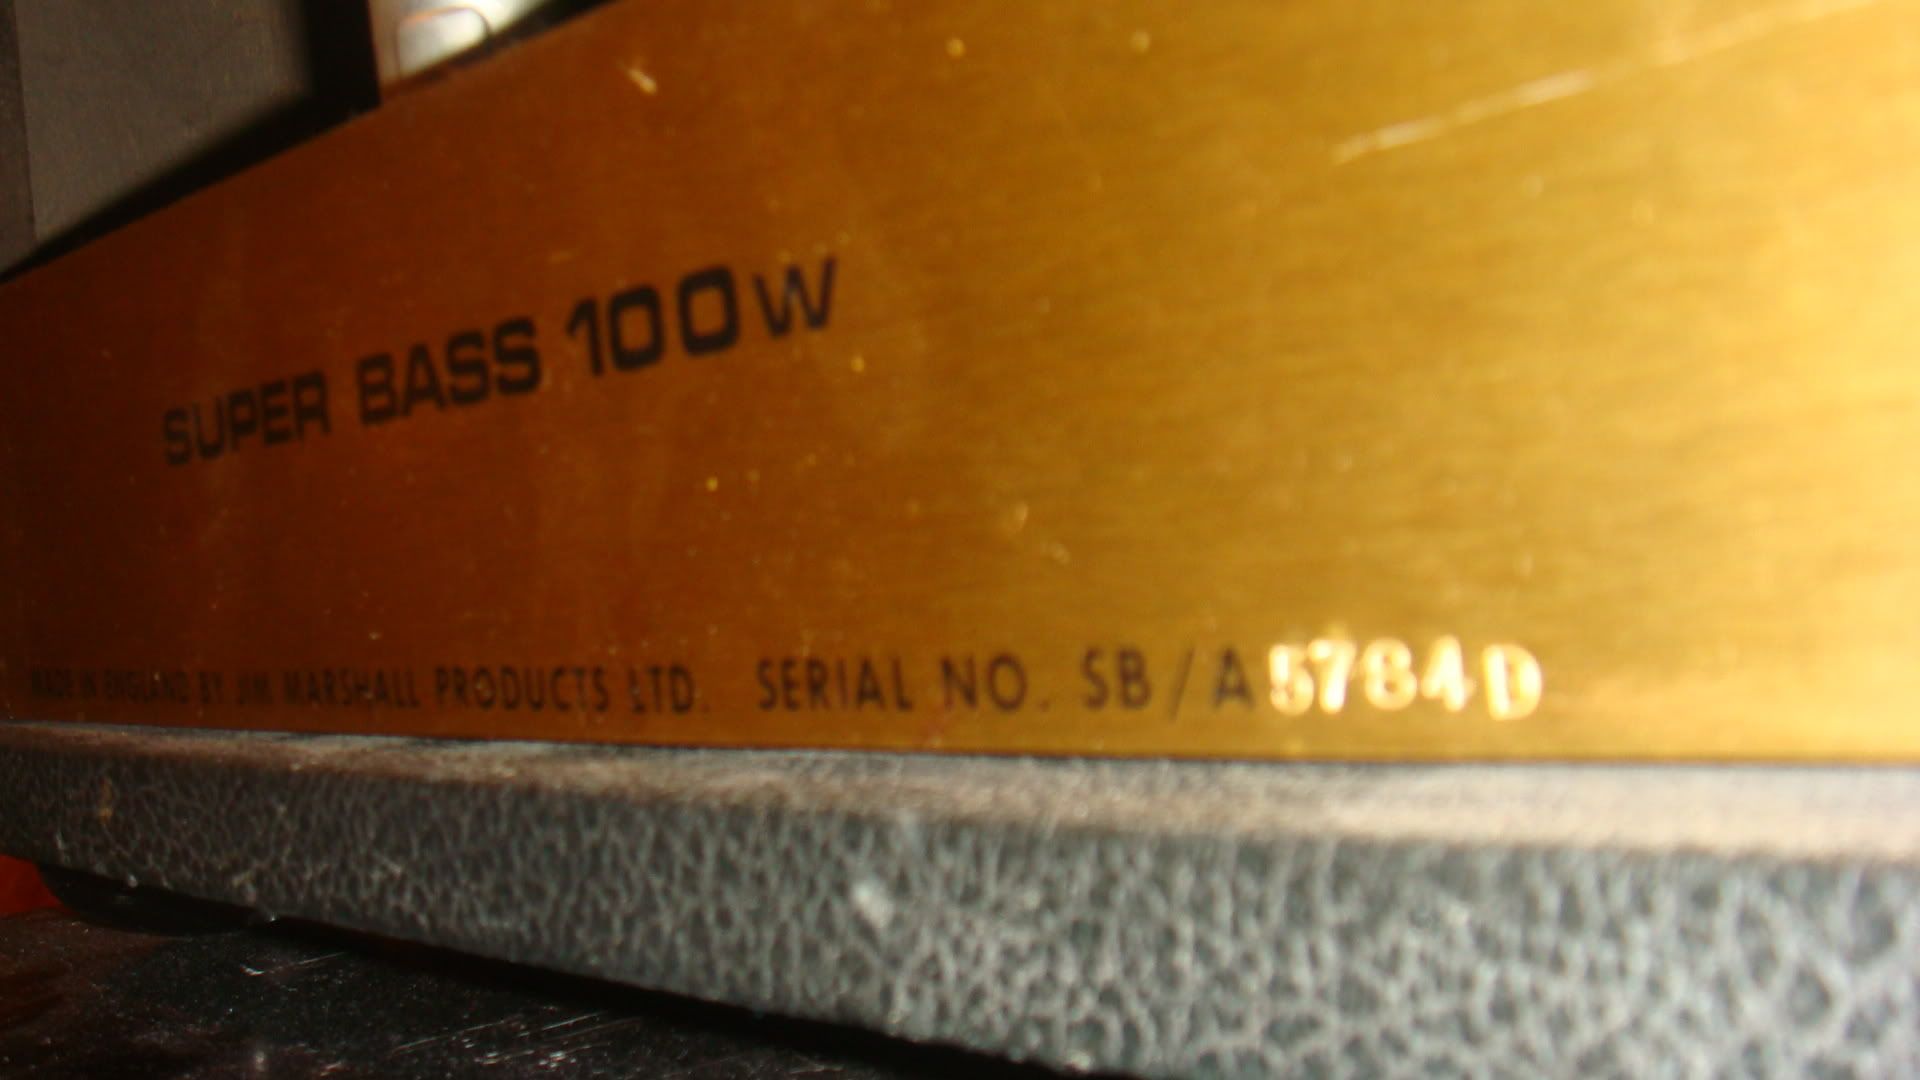 SUPER BASS 100W
MADE IN ENGLAND BY JIM MARSHALL PRODUCTS LTD. SERIAL NO. SB/A 5784D